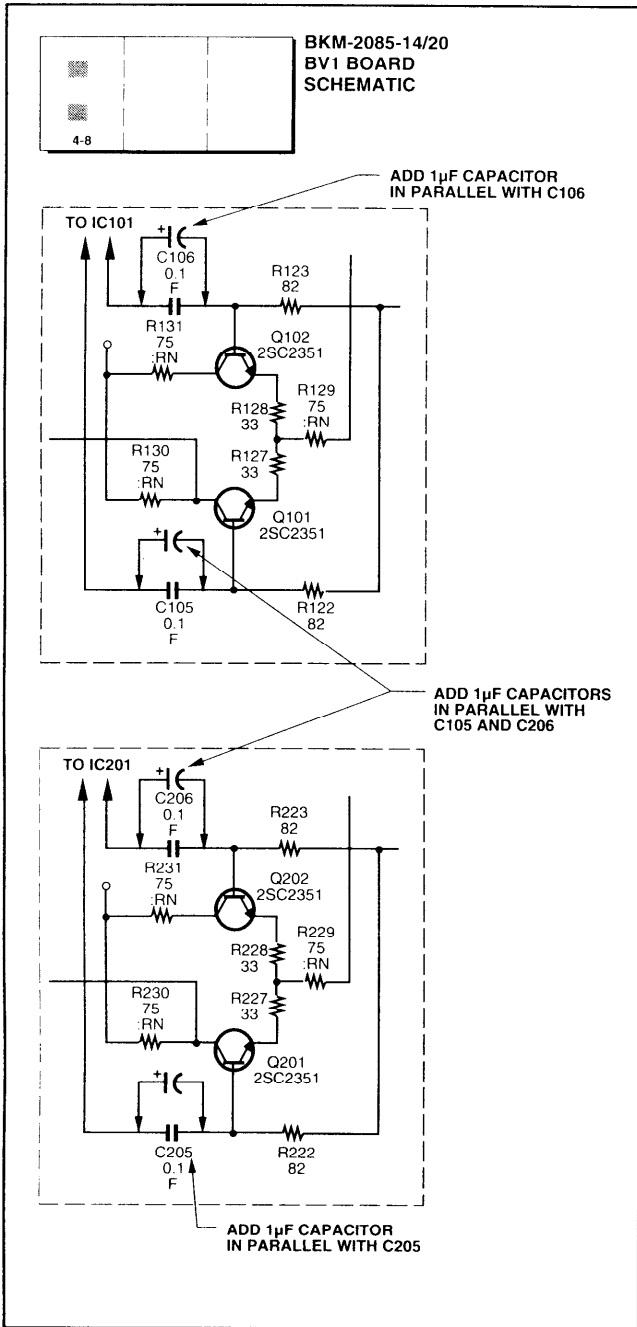 BKM-2085-14/20
BV1 BOARD
SCHEMATIC
4-8
ADD 1µF CAPACITOR
IN PARALLEL WITH C106
TO IC101
+
C106
0.1
F
R123
82
R131
75
:RN
Q102
2SC2351
R128
33
R129
75
:RN
R127
33
R130
75
:RN
Q101
2SC2351
+
C105
0.1
F
R122
82
ADD 1µF CAPACITORS
IN PARALLEL WITH
C105 AND C206
TO IC201
+
C206
0.1
F
R223
82
R231
75
:RN
Q202
2SC2351
R228
33
R229
75
:RN
R227
33
R230
75
:RN
Q201
2SC2351
+
C205
0.1
F
R222
82
ADD 1µF CAPACITOR
IN PARALLEL WITH C205